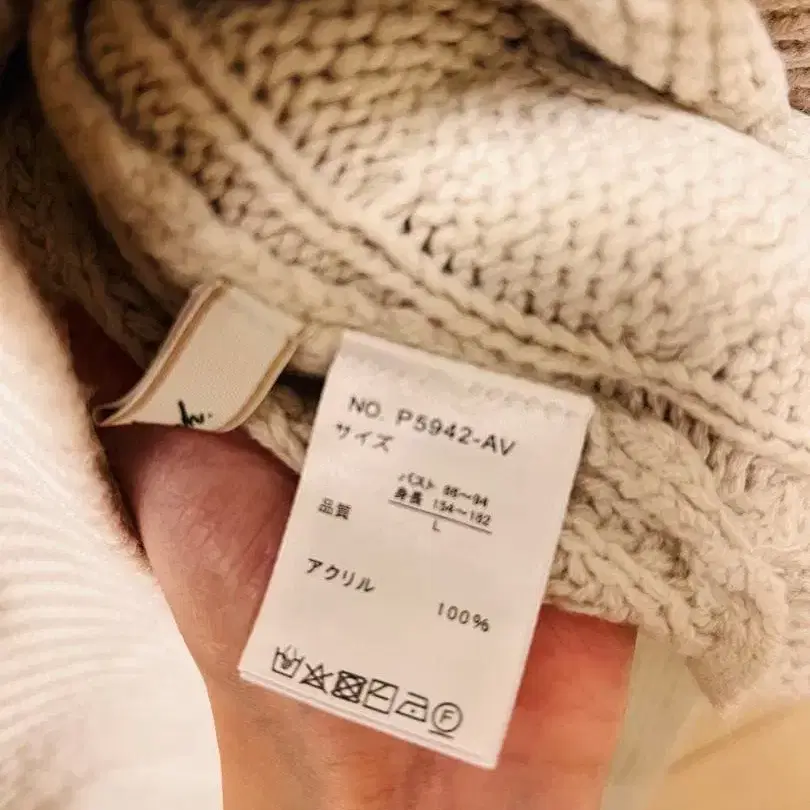 NO. P5942-AV
サイズ
バスト 86〜94
身長 154〜162
L
品質
アクリル
100%
F